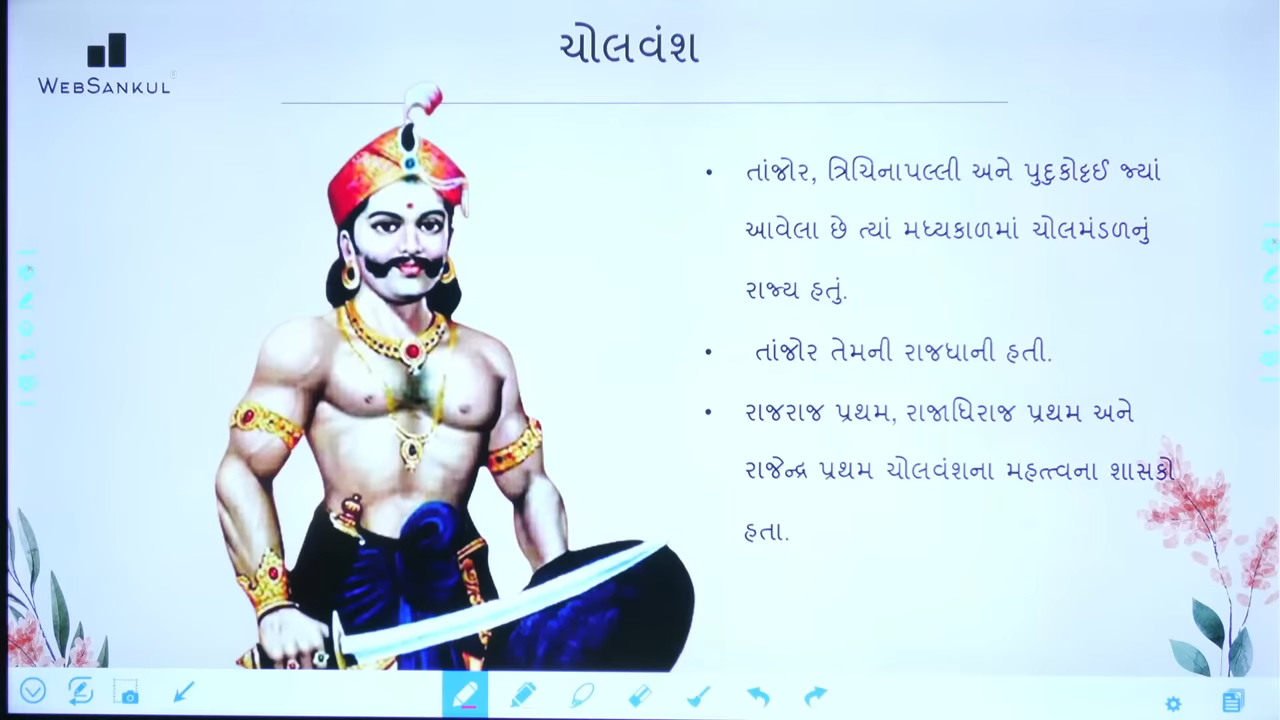 ચોલવંશ
WEBSANKUL
• તાંજોર, ત્રિચિનાપલ્લી અને પુદુકોટ્ટઈ જ્યાં
આવેલા છે ત્યાં મધ્યકાળમાં ચોલમંડળનું
રાજ્ય હતું.
• તાંજોર તેમની રાજધાની હતી.
• રાજરાજ પ્રથમ, રાજાધિરાજ પ્રથમ અને
રાજેન્દ્ર પ્રથમ ચોલવંશના મહત્ત્વના શાસકો
હતા.